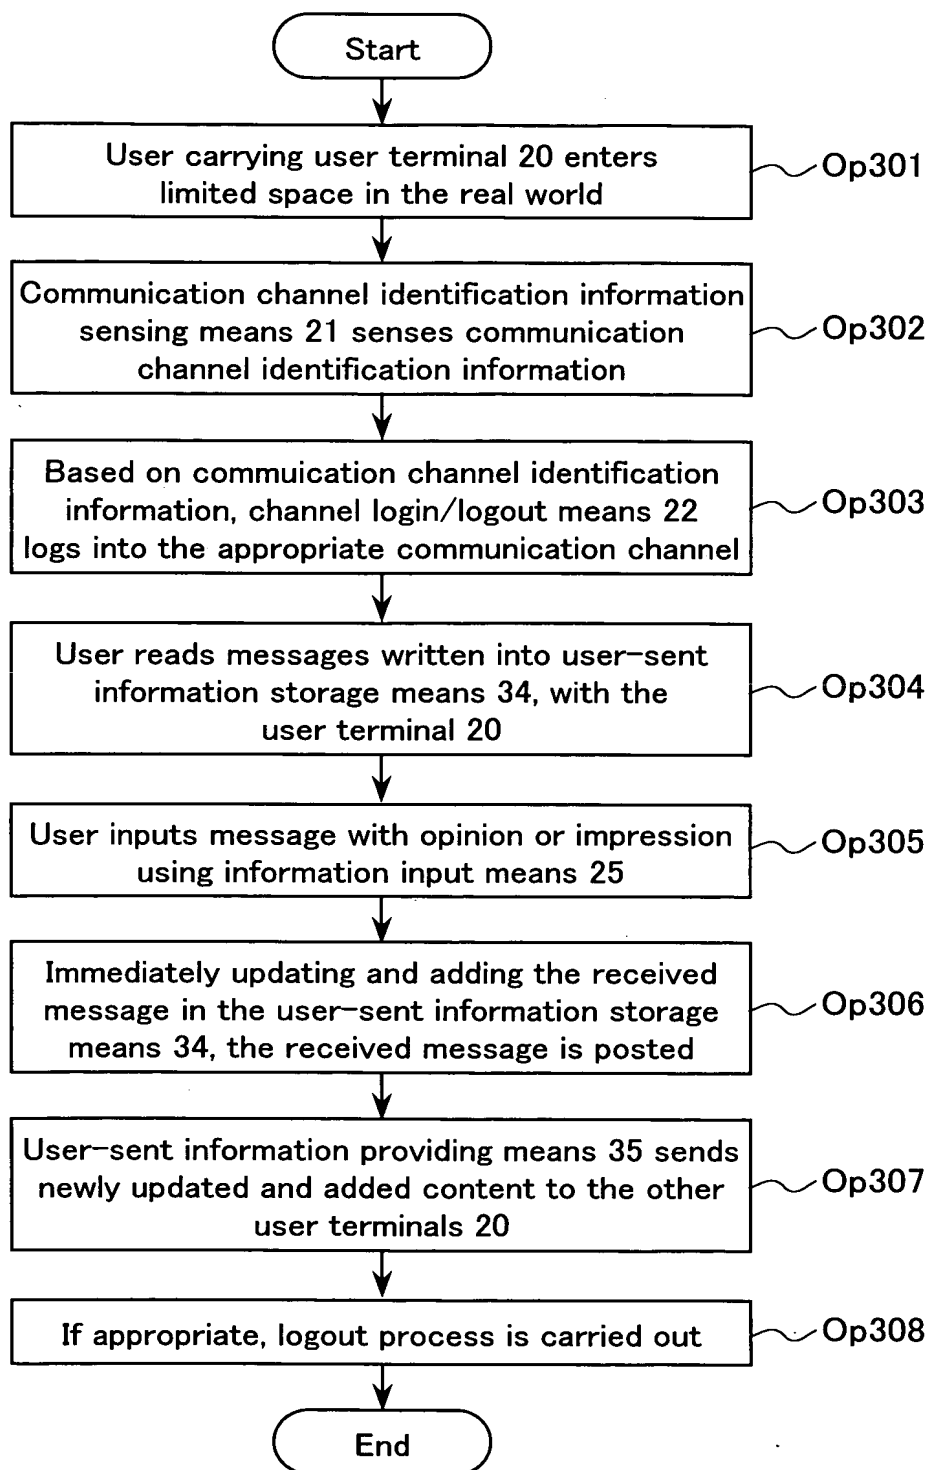 Start
User carrying user terminal 20 enters
limited space in the real world
Op301
Communication channel identification information
sensing means 21 senses communication
channel identification information
Op302
Based on commuication channel identification
information, channel login/logout means 22
logs into the appropriate communication channel
Op303
User reads messages written into user-sent
information storage means 34, with the
user terminal 20
Op304
User inputs message with opinion or impression
using information input means 25
Op305
Immediately updating and adding the received
message in the user-sent information storage
means 34, the received message is posted
Op306
User-sent information providing means 35 sends
newly updated and added content to the other
user terminals 20
Op307
If appropriate, logout process is carried out
Op308
End